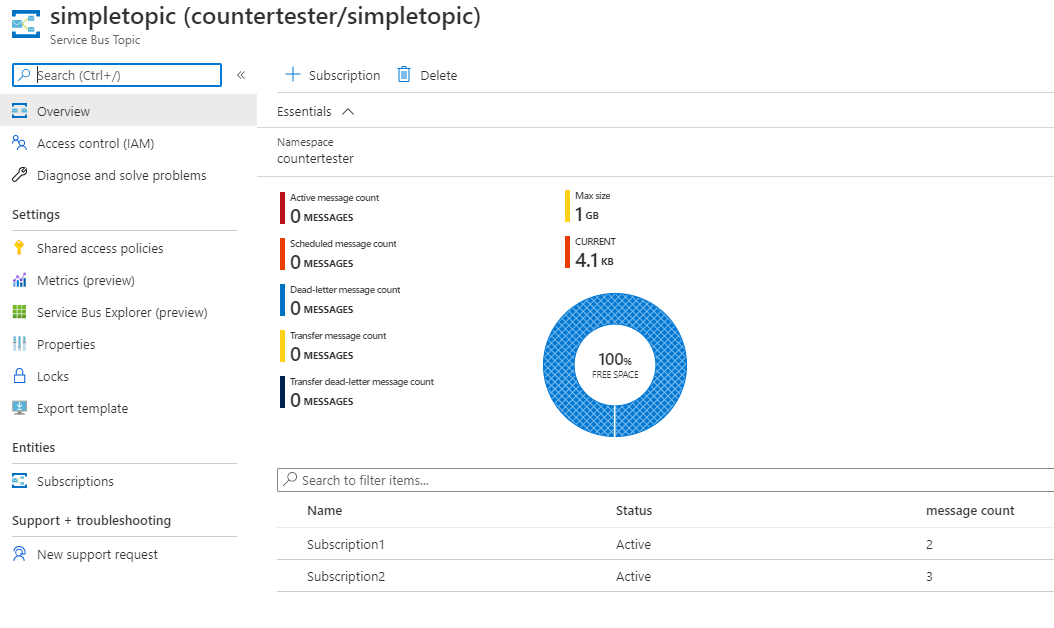 simpletopic (countertester/simpletopic)
Service Bus Topic
Search (Ctrl+/)
«
Overview
Access control (IAM)
Diagnose and solve problems
Settings
Shared access policies
Metrics (preview)
Service Bus Explorer (preview)
Properties
Locks
Export template
Entities
Subscriptions
Support + troubleshooting
New support request
Subscription Delete
Essentials
Namespace
countertester
Active message count
0 MESSAGES
Scheduled message count
0 MESSAGES
Dead-letter message count
0 MESSAGES
Transfer message count
0 MESSAGES
Transfer dead-letter message count
0 MESSAGES
Max size
1 GB
CURRENT
4.1 KB
100%
FREE SPACE
Search to filter items...
Name Status message count
Subscription1 Active 2
Subscription2 Active 3